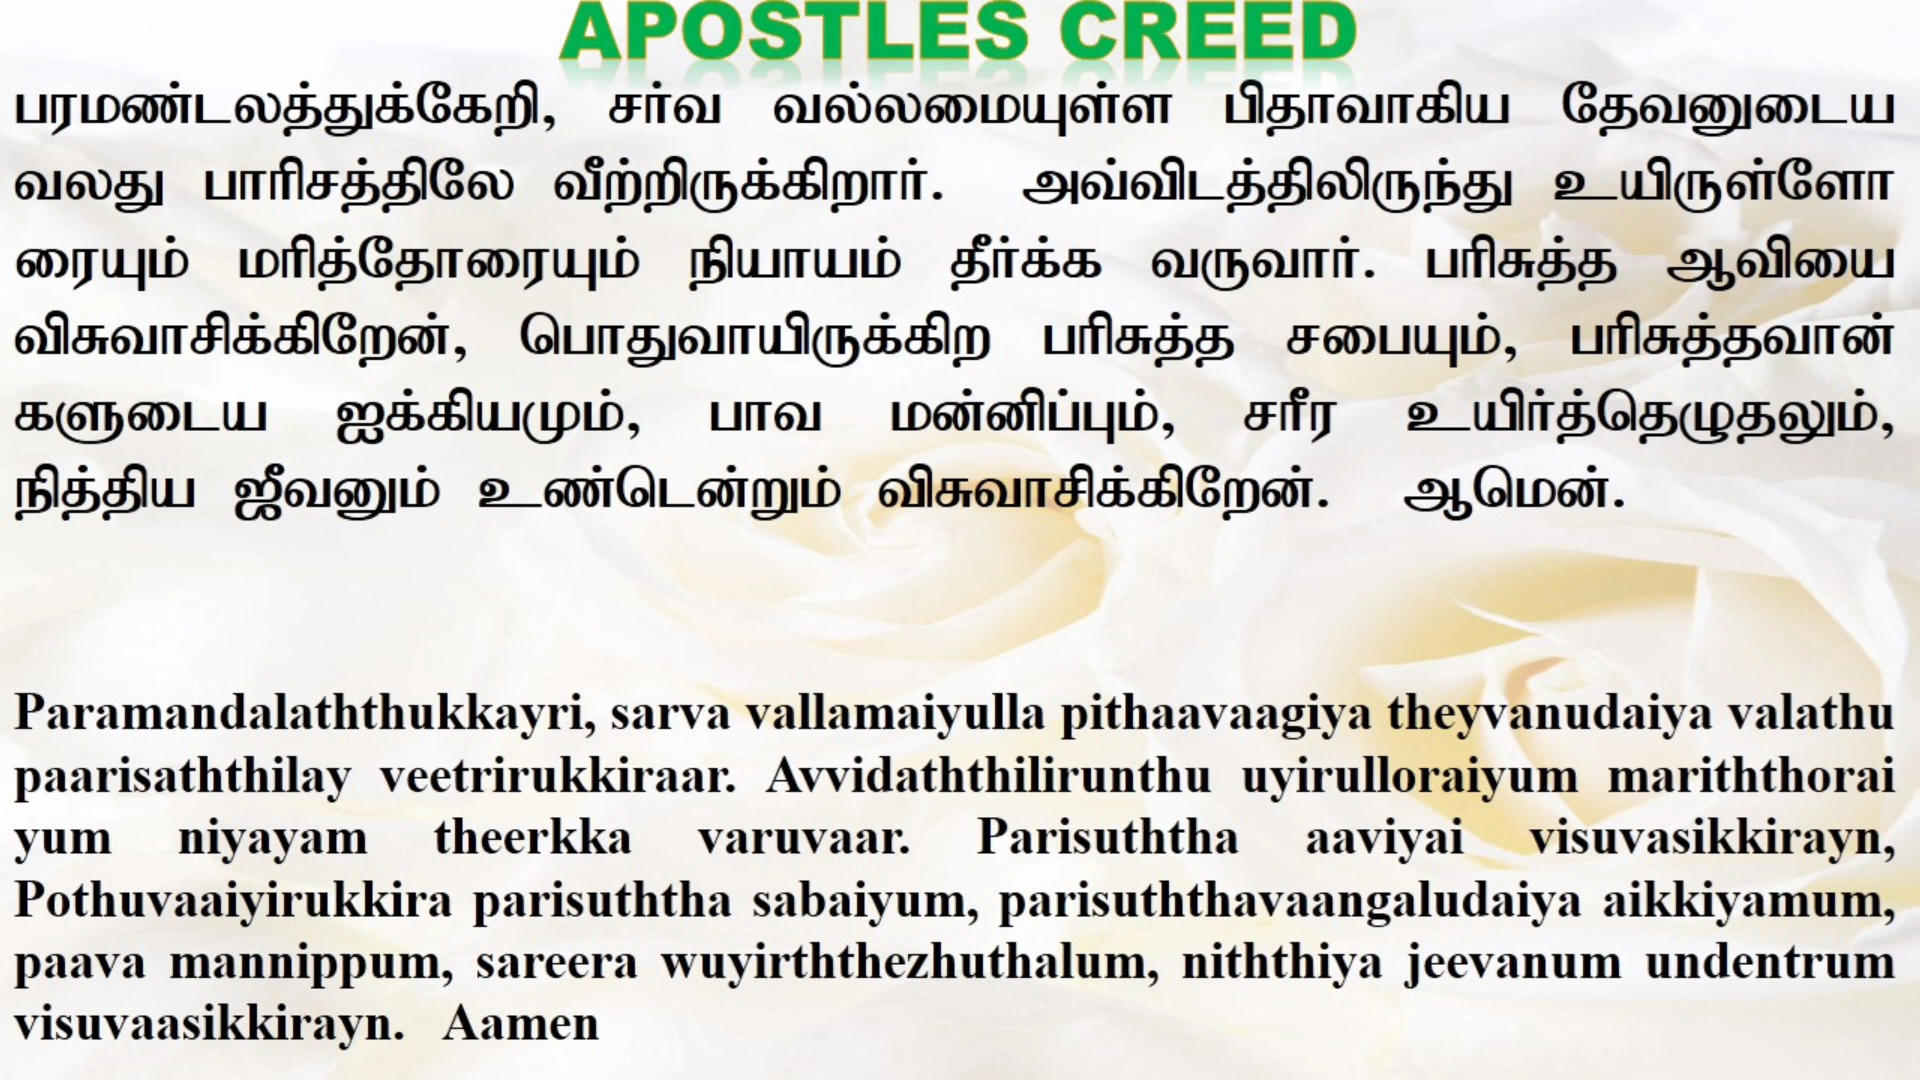 APOSTLES CREED
பரமண்டலத்துக்கேறி, சர்வ வல்லமையுள்ள பிதாவாகிய தேவனுடைய
வலது பாரிசத்திலே வீற்றிருக்கிறார். அவ்விடத்திலிருந்து உயிருள்ளோ
ரையும் மரித்தோரையும் நியாயம் தீர்க்க வருவார். பரிசுத்த ஆவியை
விசுவாசிக்கிறேன், பொதுவாயிருக்கிற பரிசுத்த சபையும், பரிசுத்தவான்
களுடைய ஐக்கியமும், பாவ மன்னிப்பும், சரீர உயிர்த்தெழுதலும்,
நித்திய ஜீவனும் உண்டென்றும் விசுவாசிக்கிறேன். ஆமென்.
Paramandalaththukkayri, sarva vallamaiyulla pithaavaagiya theyvanudaiya valathu
paarisaththilay veetrirukkiraar. Avvidaththilirunthu uyirulloraiyum mariththorai
yum niyayam theerkka varuvaar. Parisuththa aaviyai visuvasikkirayn,
Pothuvaaiyirukkira parisuththa sabaiyum, parisuththavaangaludaiya aikkiyamum,
paava mannippum, sareera wuyirththezhuthalum, niththiya jeevanum undentrum
visuvaasikkirayn. Aamen